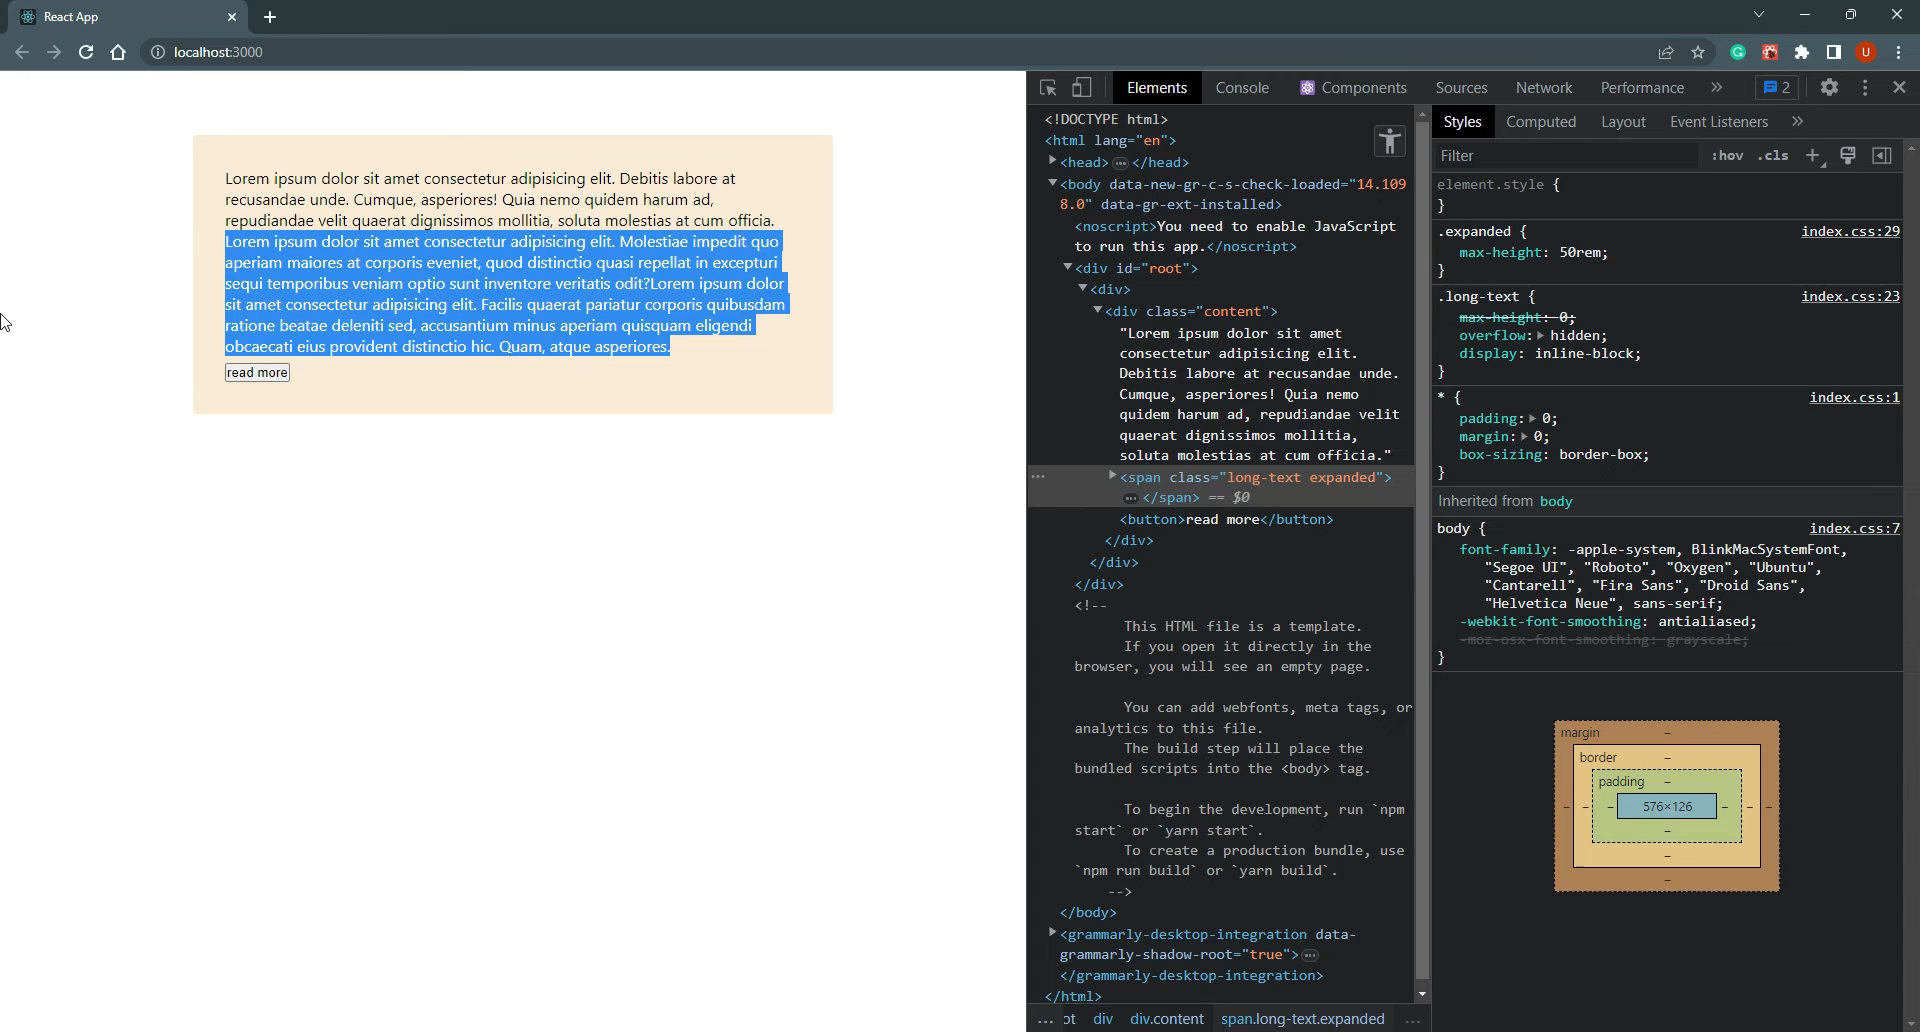 React App
localhost:3000
U
Lorem ipsum dolor sit amet consectetur adipisicing elit. Debitis labore at
recusandae unde. Cumque, asperiores! Quia nemo quidem harum ad,
repudiandae velit quaerat dignissimos mollitia, soluta molestias at cum officia.
Lorem ipsum dolor sit amet consectetur adipisicing elit. Molestiae impedit quo
aperiam maiores at corporis eveniet, quod distinctio quasi repellat in excepturi
sequi temporibus veniam optio sunt inventore veritatis odit?Lorem ipsum dolor
sit amet consectetur adipisicing elit. Facilis quaerat pariatur corporis quibusdam
ratione beatae deleniti sed, accusantium minus aperiam quisquam eligendi
obcaecati eius provident distinctio hic. Quam, atque asperiores.
read more
Elements Console Components Sources Network Performance » 2
<!DOCTYPE html>
<html lang="en">
<head>…</head>
<body data-new-gr-c-s-check-loaded="14.109
8.0" data-gr-ext-installed>
<noscript>You need to enable JavaScript
to run this app.</noscript>
<div id="root">
<div>
<div class="content">
"Lorem ipsum dolor sit amet
consectetur adipisicing elit.
Debitis labore at recusandae unde.
Cumque, asperiores! Quia nemo
quidem harum ad, repudiandae velit
quaerat dignissimos mollitia,
soluta molestias at cum officia."
<span class="long-text expanded">
…</span> == $0
<button>read more</button>
</div>
</div>
</div>
<!--
This HTML file is a template.
If you open it directly in the
browser, you will see an empty page.
You can add webfonts, meta tags, or
analytics to this file.
The build step will place the
bundled scripts into the <body> tag.
To begin the development, run `npm
start` or `yarn start`.
To create a production bundle, use
`npm run build` or `yarn build`.
-->
</body>
<grammarly-desktop-integration data-
grammarly-shadow-root="true">…
</grammarly-desktop-integration>
</html>
... ot div div.content span.long-text.expanded ...
Styles Computed Layout Event Listeners »
Filter :hov .cls +
element.style {
}
.expanded { index.css:29
max-height: 50rem;
}
.long-text { index.css:23
max-height: 0;
overflow: hidden;
display: inline-block;
}
* { index.css:1
padding: 0;
margin: 0;
box-sizing: border-box;
}
Inherited from body
body { index.css:7
font-family: -apple-system, BlinkMacSystemFont,
"Segoe UI", "Roboto", "Oxygen", "Ubuntu",
"Cantarell", "Fira Sans", "Droid Sans",
"Helvetica Neue", sans-serif;
-webkit-font-smoothing: antialiased;
-moz-osx-font-smoothing: grayscale;
}
margin –
border –
padding –
– – – 576×126 – – –
–
–
–